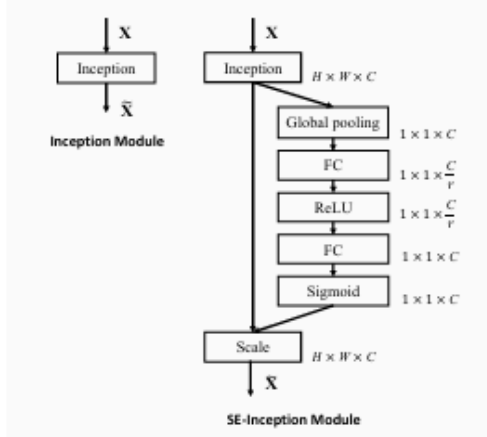 X
Inception
X̃
Inception Module
X
Inception
H × W × C
Global pooling
1 × 1 × C
FC
1 × 1 × C/r
ReLU
1 × 1 × C/r
FC
1 × 1 × C
Sigmoid
1 × 1 × C
Scale
H × W × C
X̃
SE-Inception Module